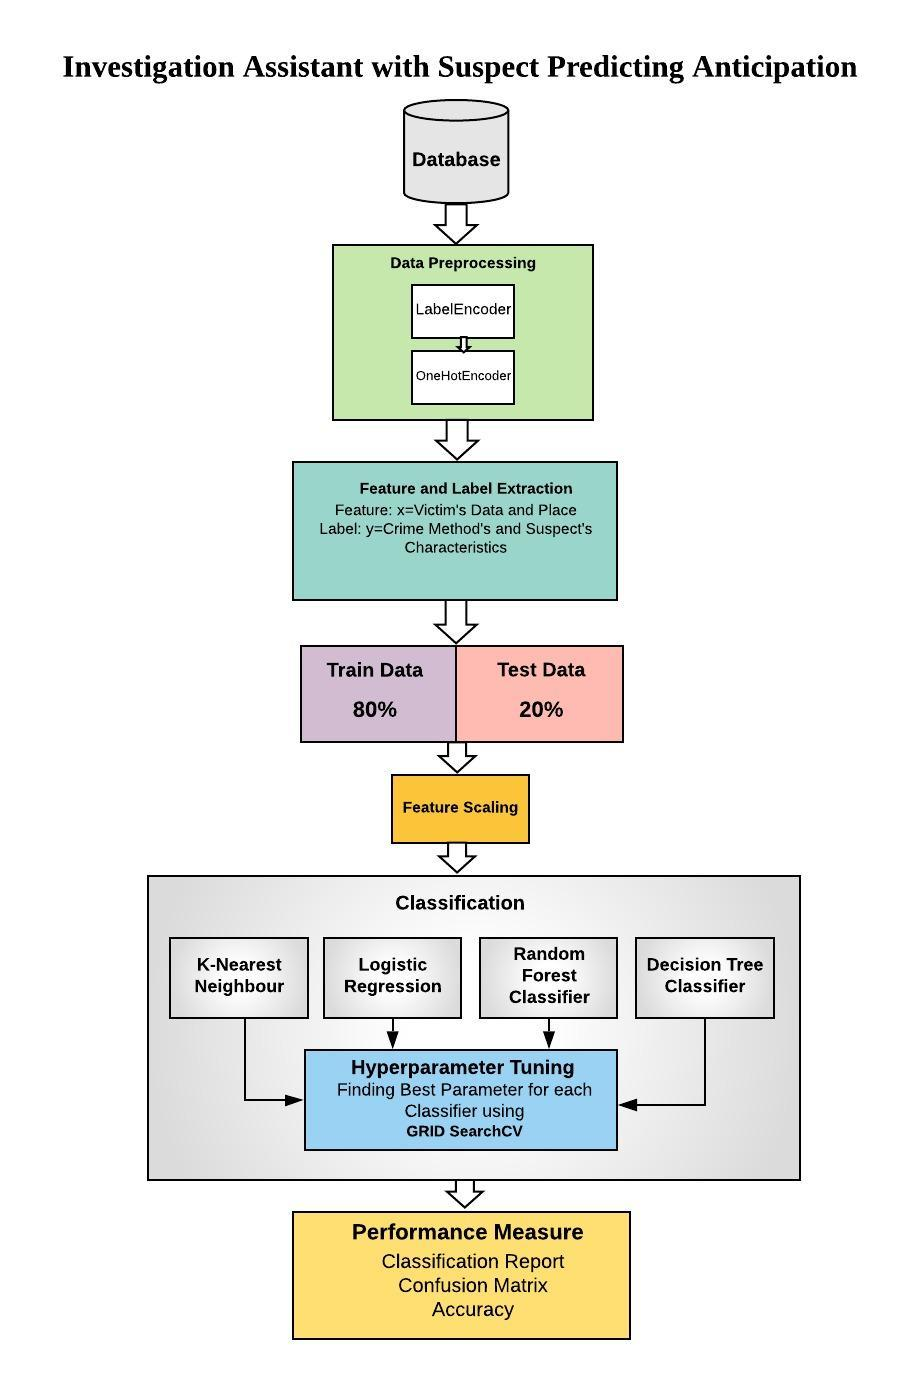 Investigation Assistant with Suspect Predicting Anticipation
Database
Data Preprocessing
LabelEncoder
OneHotEncoder
Feature and Label Extraction
Feature: x=Victim's Data and Place
Label: y=Crime Method's and Suspect's
Characteristics
Train Data
80%
Test Data
20%
Feature Scaling
Classification
K-Nearest
Neighbour
Logistic
Regression
Random
Forest
Classifier
Decision Tree
Classifier
Hyperparameter Tuning
Finding Best Parameter for each
Classifier using
GRID SearchCV
Performance Measure
Classification Report
Confusion Matrix
Accuracy